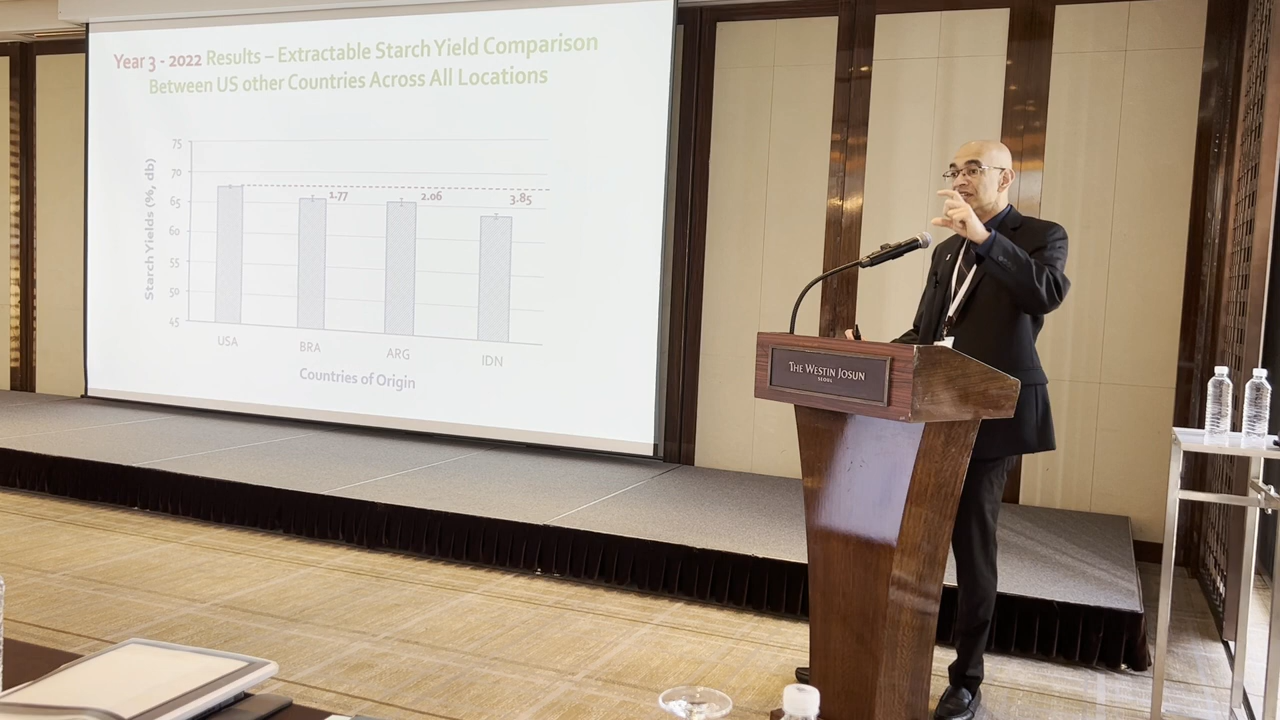 Year 3 - 2022 Results – Extractable Starch Yield Comparison
Between US other Countries Across All Locations
Starch Yields (%, db)
75
70
65
60
55
50
45
1.77
2.06
3.85
USA
BRA
ARG
IDN
Countries of Origin
THE WESTIN JOSUN
SEOUL